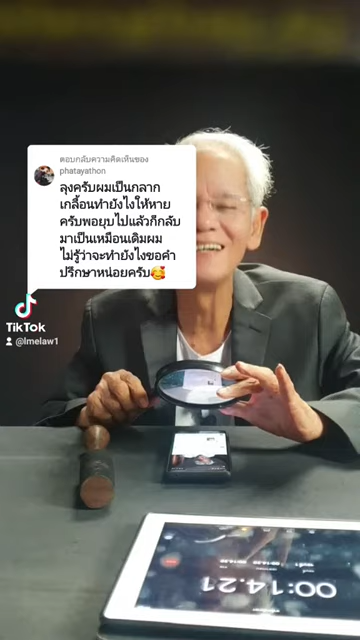 ตอบกลับความคิดเห็นของ
phatayathon
ลุงครับผมเป็นกลาก
เกลื้อนทำยังไงให้หาย
ครับพอยุบไปแล้วก็กลับ
มาเป็นเหมือนเดิมผม
ไม่รู้ว่าจะทำยังไงขอคำ
ปรึกษาหน่อยครับ🥰
TikTok
@lmelaw1
00:14.21